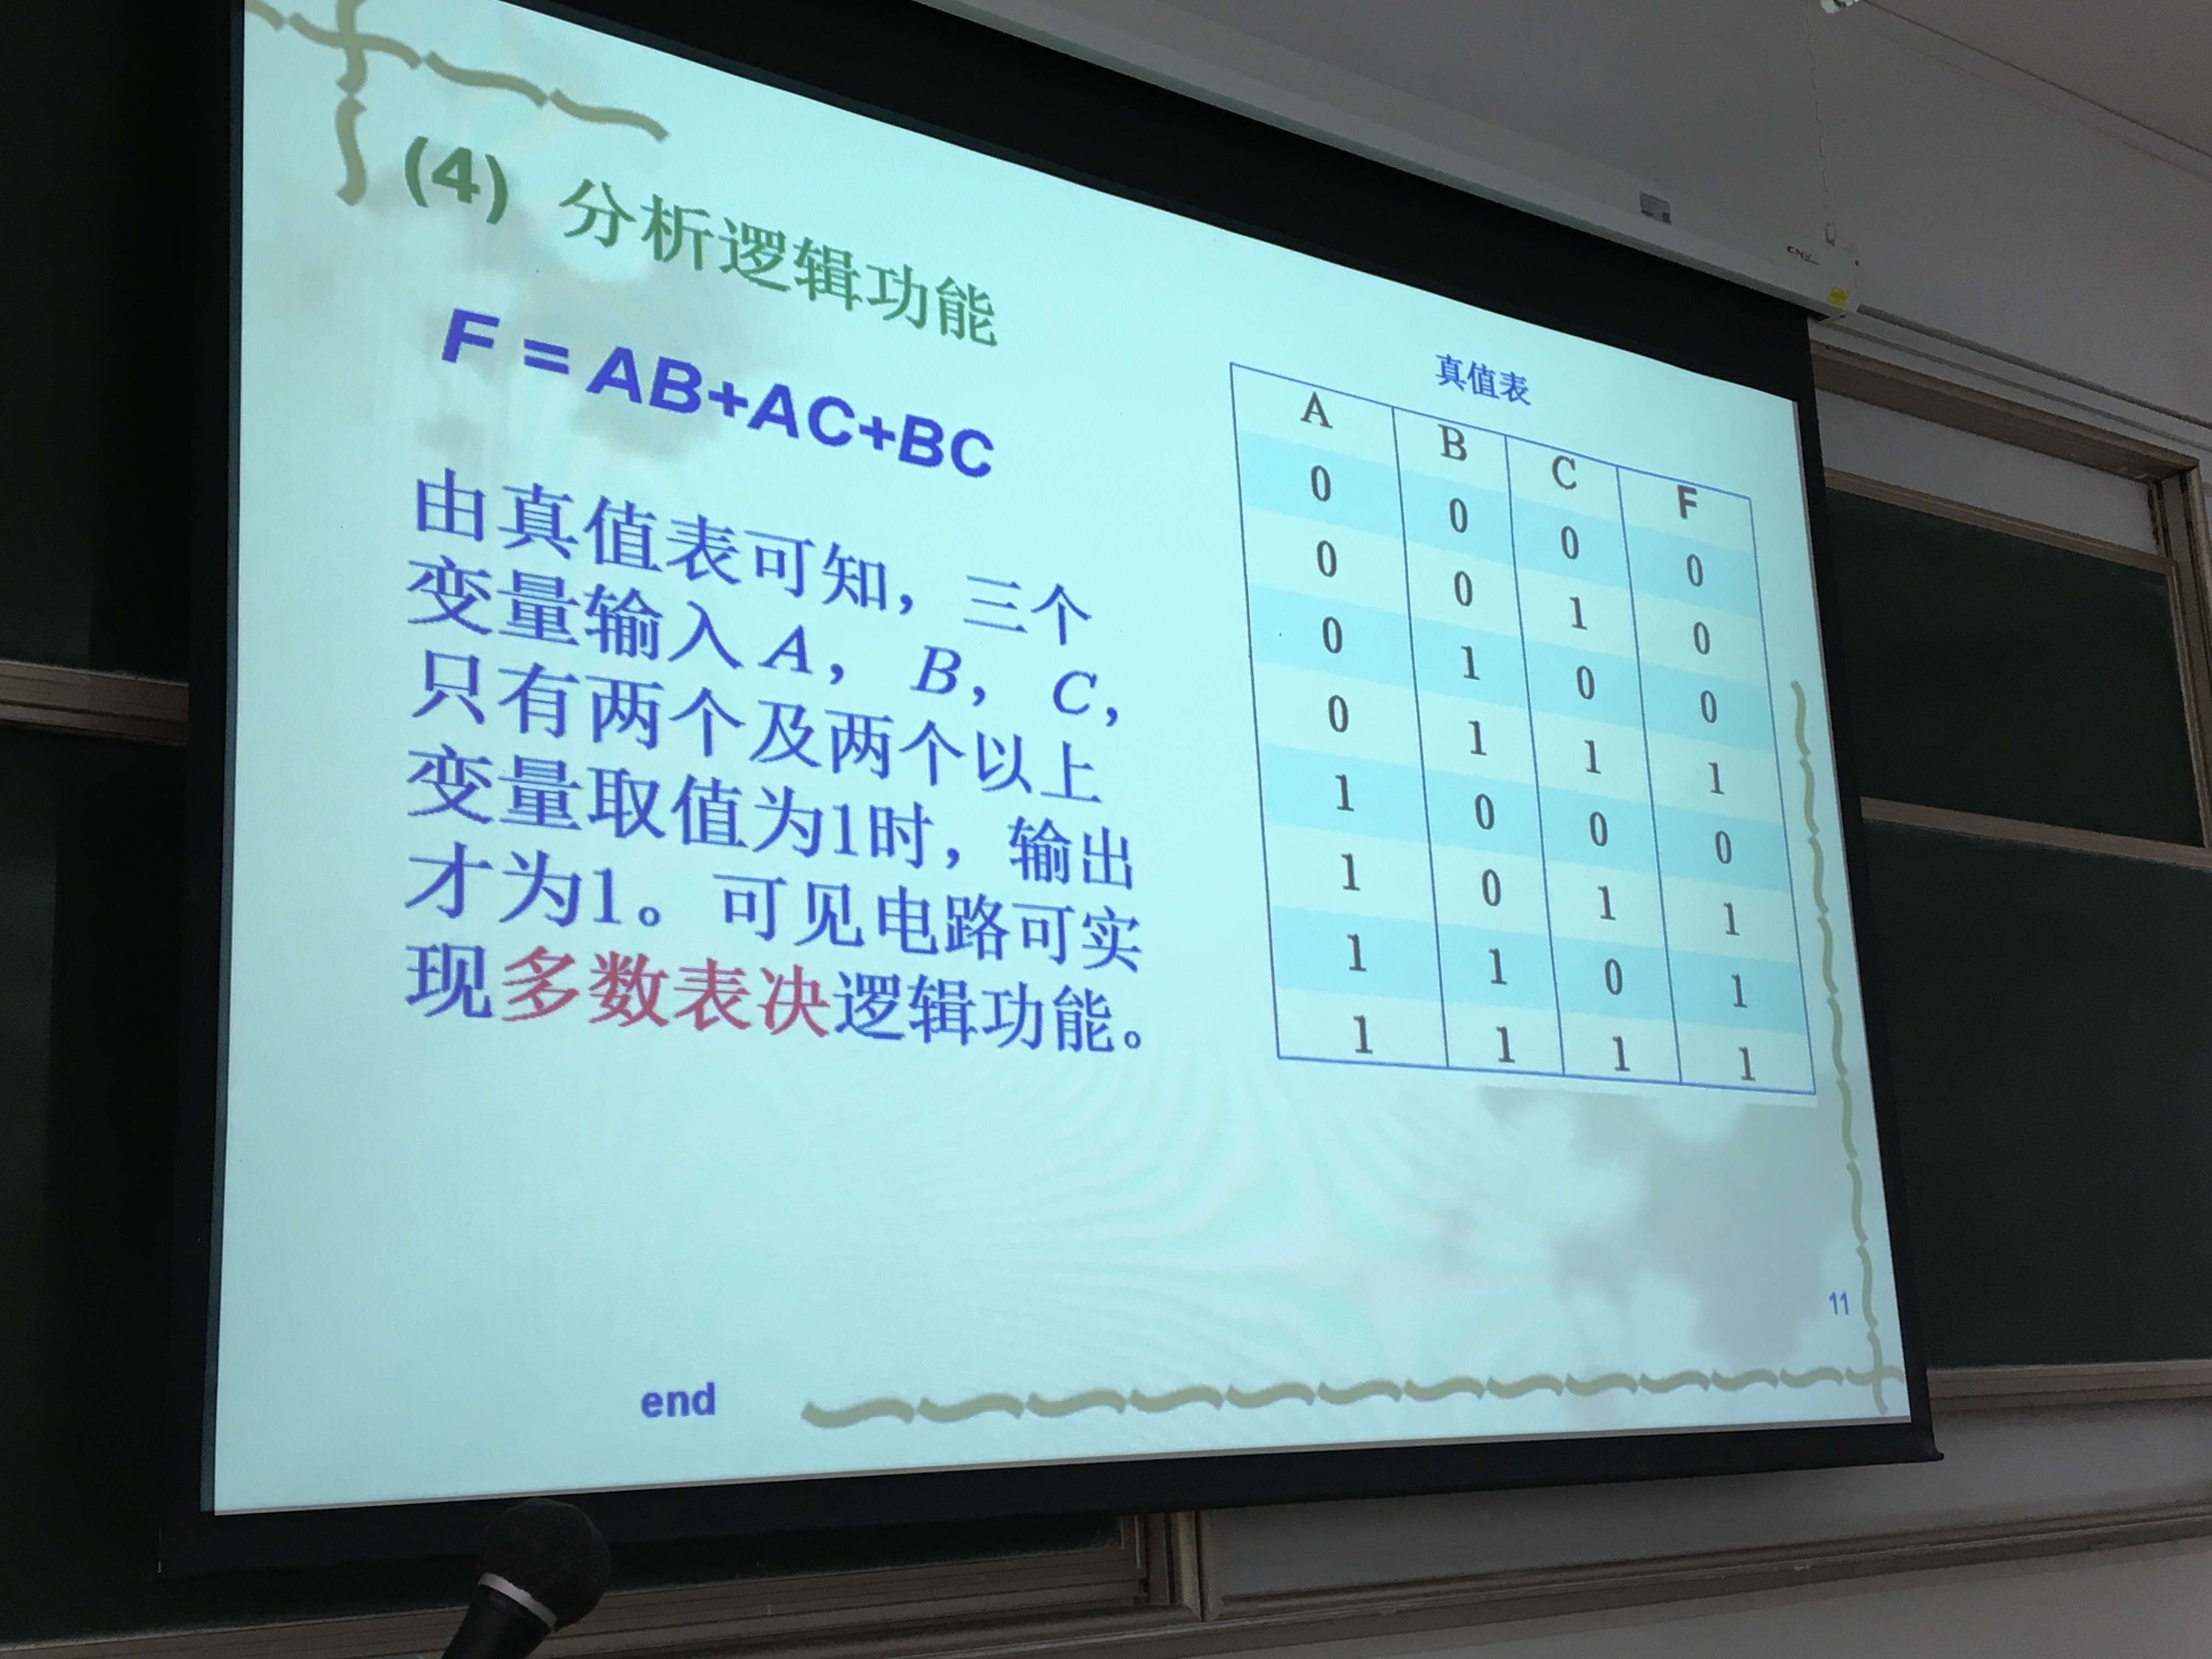 (4) 分析逻辑功能
F = AB+AC+BC
由真值表可知，三个
变量输入A，B，C，
只有两个及两个以上
变量取值为1时，输出
才为1。可见电路可实
现多数表决逻辑功能。
真值表
A B C F
0 0 0 0
0 0 1 0
0 1 0 0
0 1 1 1
1 0 0 0
1 0 1 1
1 1 0 1
1 1 1 1
11
end